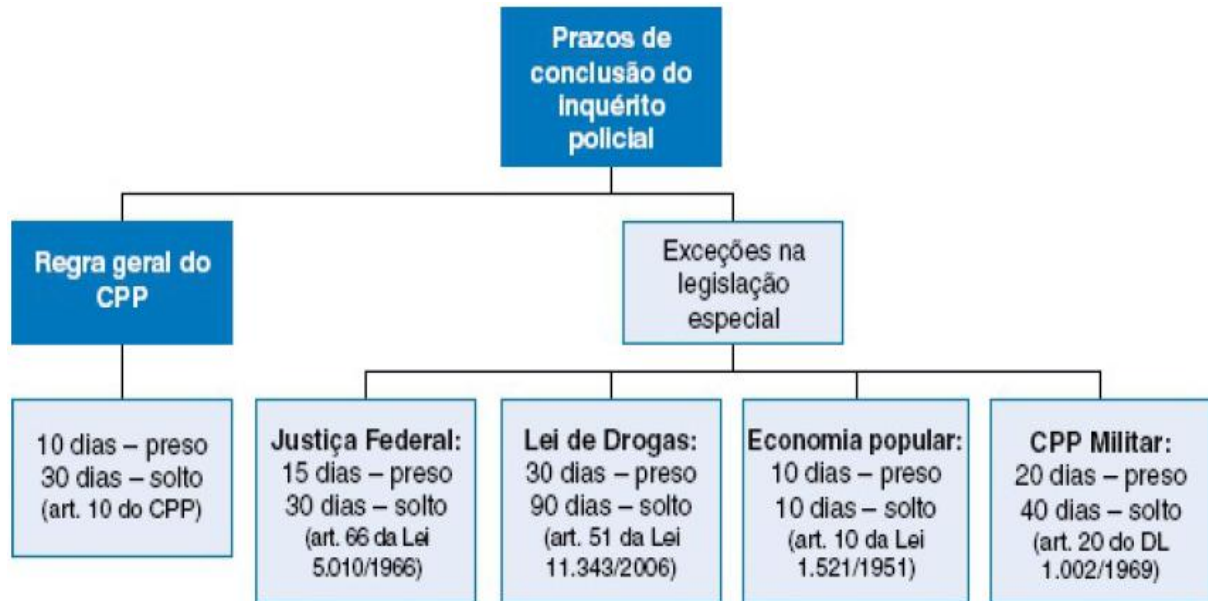 Prazos de
conclusão do
inquérito
policial
Regra geral do
CPP
Exceções na
legislação
especial
10 dias – preso
30 dias – solto
(art. 10 do CPP)
Justiça Federal:
15 dias – preso
30 dias – solto
(art. 66 da Lei
5.010/1966)
Lei de Drogas:
30 dias – preso
90 dias – solto
(art. 51 da Lei
11.343/2006)
Economia popular:
10 dias – preso
10 dias – solto
(art. 10 da Lei
1.521/1951)
CPP Militar:
20 dias – preso
40 dias – solto
(art. 20 do DL
1.002/1969)